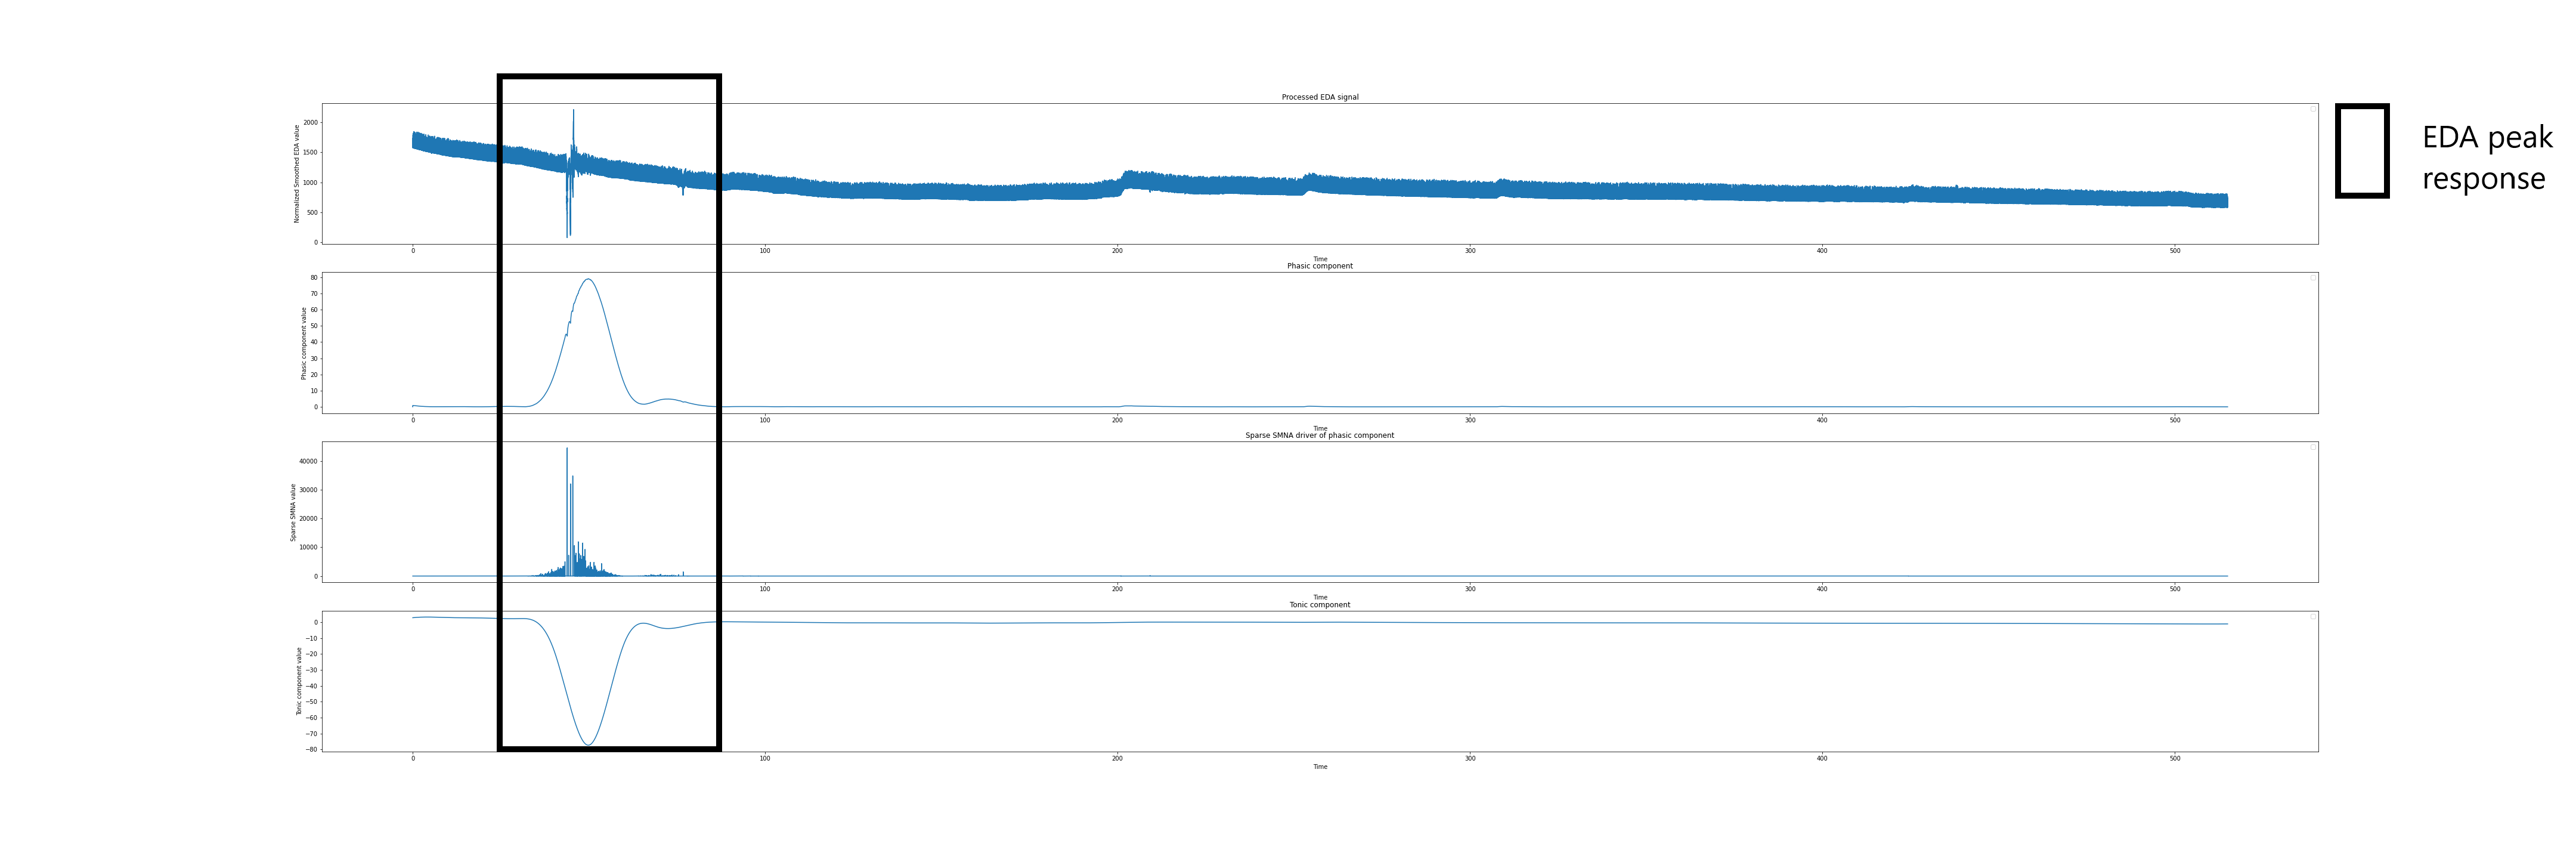 Processed EDA signal
Normalized Smoothed EDA value
2000
1500
1000
500
0
0 100 200 300 400 500
Time
EDA peak
response
Phasic component
Phasic component value
80
70
60
50
40
30
20
10
0
0 100 200 300 400 500
Time
Sparse SMNA driver of phasic component
Sparse SMNA value
40000
30000
20000
10000
0
0 100 200 300 400 500
Time
Tonic component
Tonic component value
0
−10
−20
−30
−40
−50
−60
−70
−80
0 100 200 300 400 500
Time